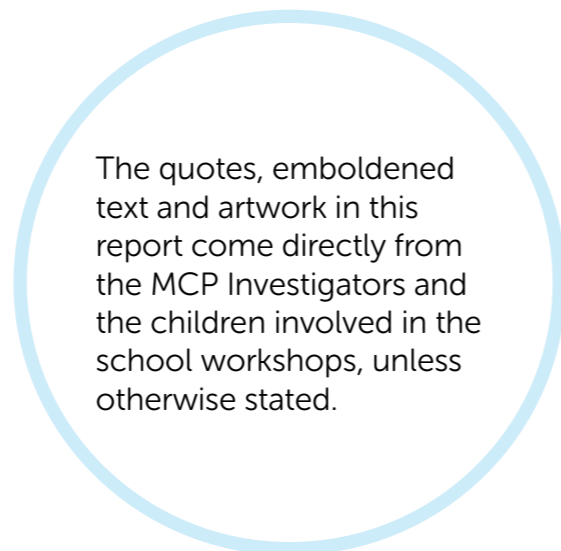 The quotes, emboldened
text and artwork in this
report come directly from
the MCP Investigators and
the children involved in the
school workshops, unless
otherwise stated.